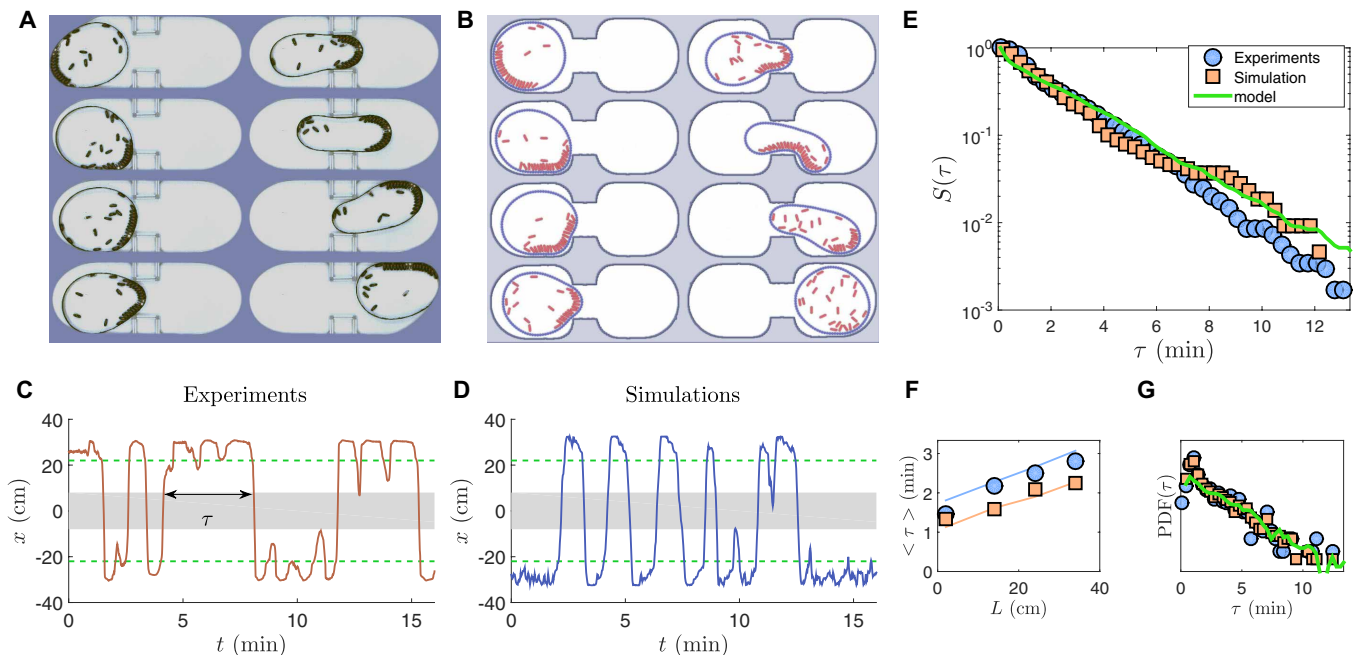 A
B
E
10⁰
10⁻¹
10⁻²
10⁻³
S(τ)
Experiments
Simulation
model
0 2 4 6 8 10 12
τ (min)
C
Experiments
40
20
0
-20
-40
x (cm)
τ
0 5 10 15
t (min)
D
Simulations
40
20
0
-20
-40
x (cm)
0 5 10 15
t (min)
F
3
2
1
0
< τ > (min)
0 20 40
L (cm)
G
PDF(τ)
0 5 10
τ (min)